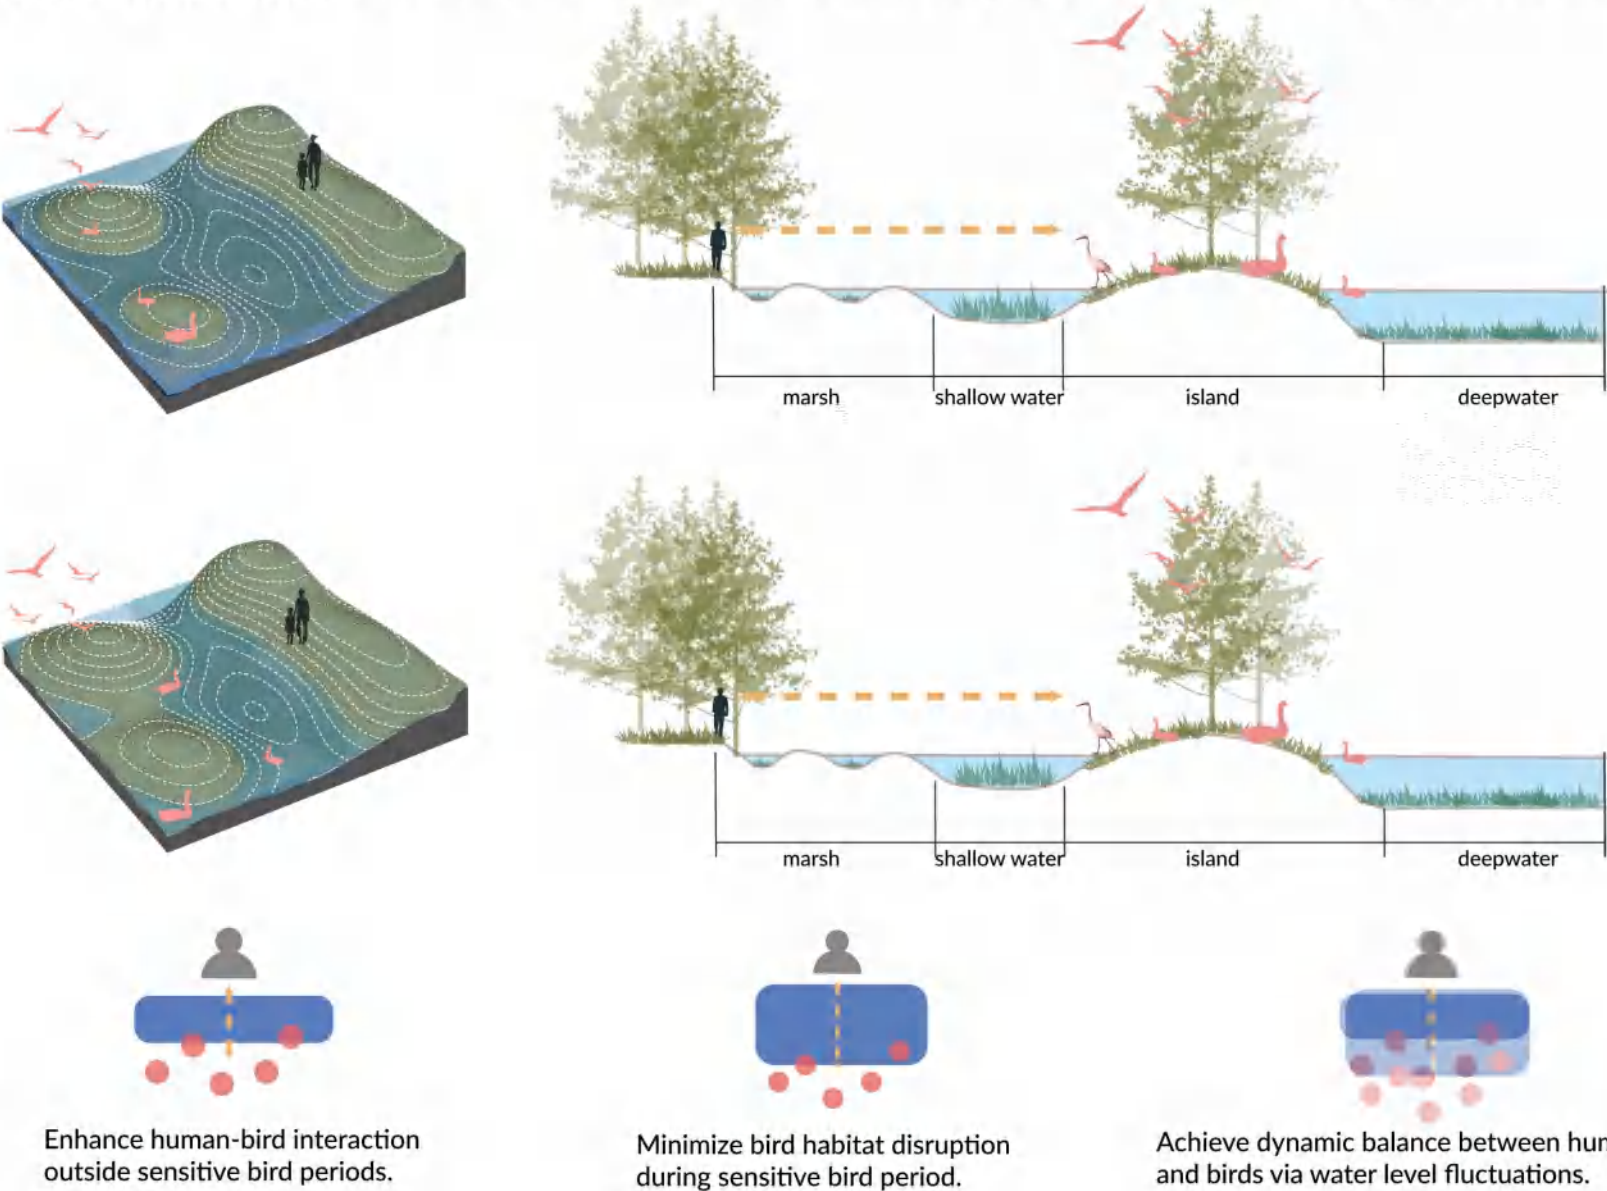 marsh
shallow water
island
deepwater
marsh
shallow water
island
deepwater
Enhance human-bird interaction
outside sensitive bird periods.
Minimize bird habitat disruption
during sensitive bird period.
Achieve dynamic balance between hum
and birds via water level fluctuations.